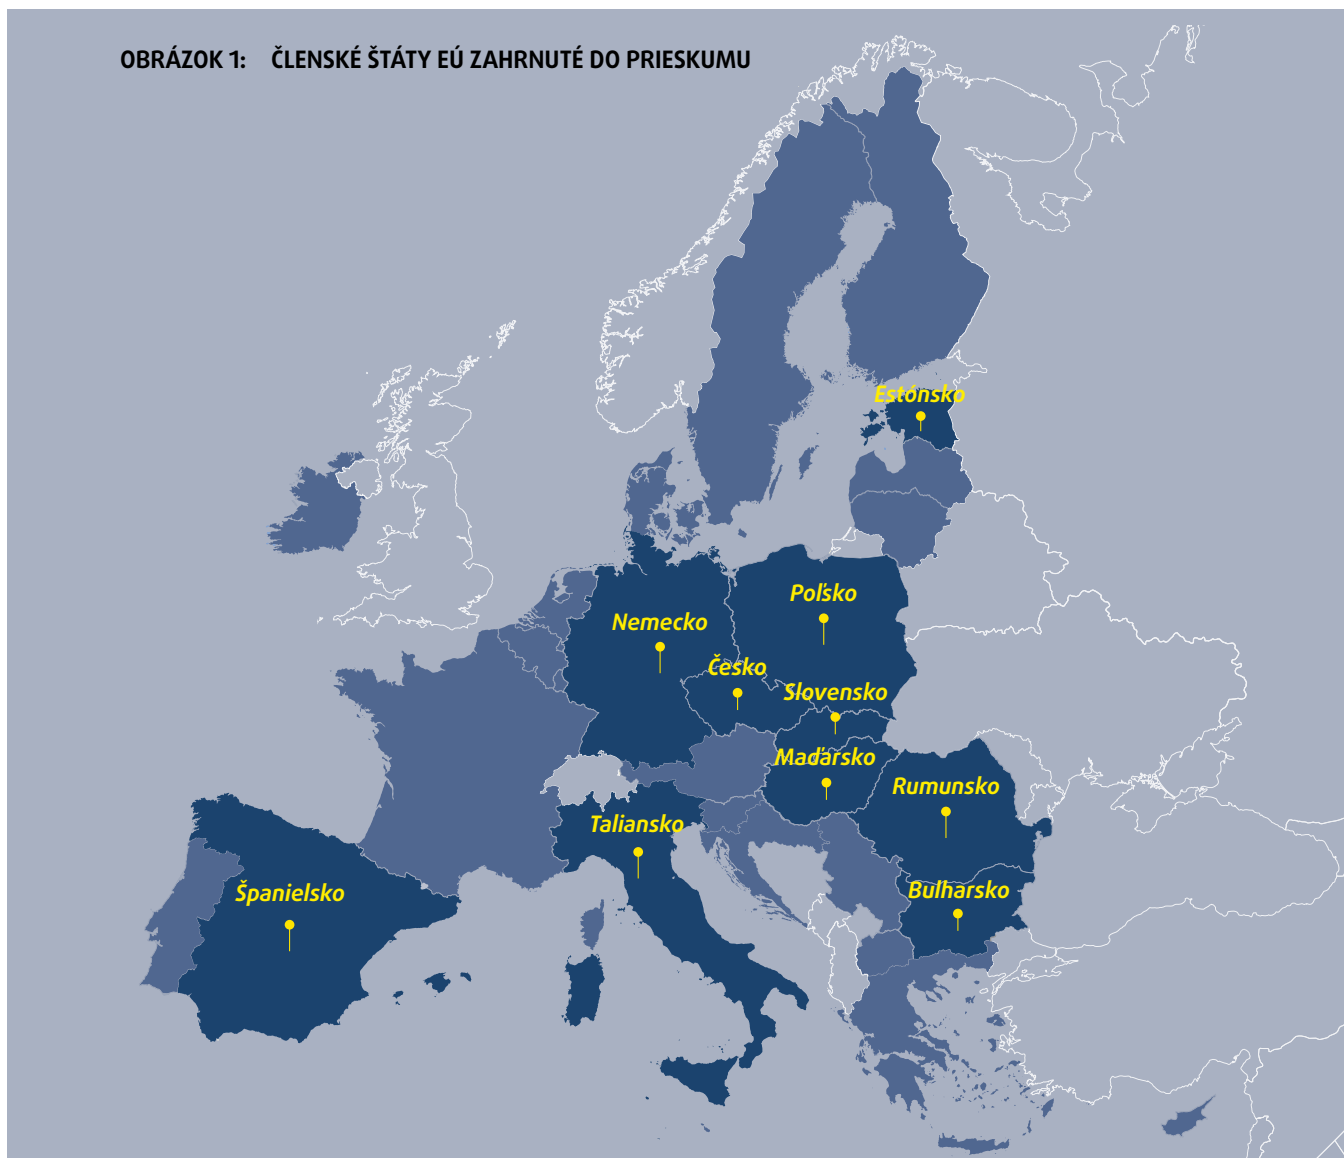 OBRÁZOK 1: ČLENSKÉ ŠTÁTY EÚ ZAHRNUTÉ DO PRIESKUMU
Estónsko
Poľsko
Nemecko
Česko
Slovensko
Maďarsko
Rumunsko
Taliansko
Bulharsko
Španielsko